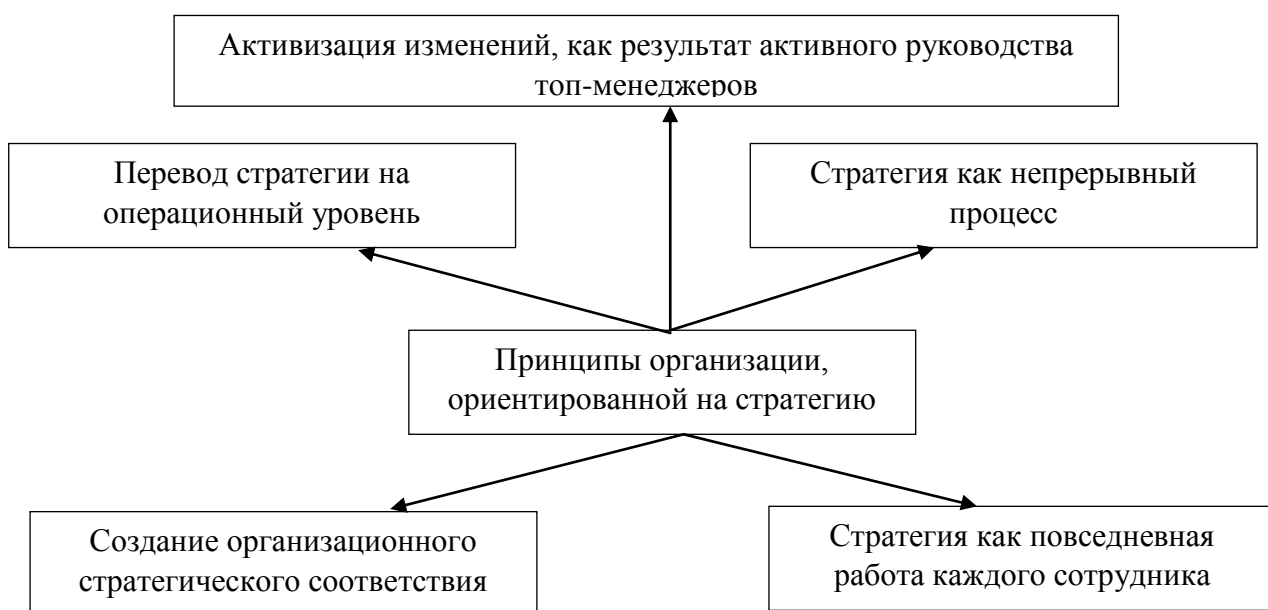 Активизация изменений, как результат активного руководства
топ-менеджеров
Перевод стратегии на
операционный уровень
Стратегия как непрерывный
процесс
Принципы организации,
ориентированной на стратегию
Создание организационного
стратегического соответствия
Стратегия как повседневная
работа каждого сотрудника